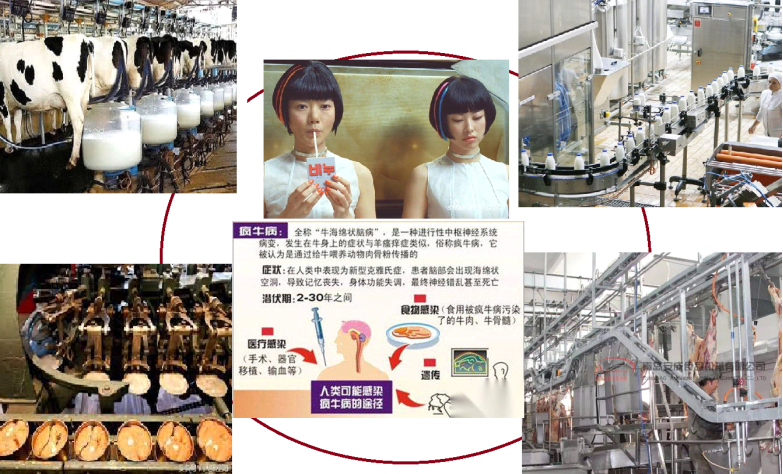 비누
疯牛病: 全称“牛海绵状脑病”，是一种进行性中枢神经系统
病变，发生在牛身上的症状与羊瘙痒症类似，俗称疯牛病，它
被认为是通过给牛喂养动物肉骨粉传播的
症状: 在人类中表现为新型克雅氏症，患者脑部会出现海绵状
空洞，导致记忆丧失，身体功能失调，最终神经错乱甚至死亡
潜伏期: 2-30年之间
食物感染 (食用被疯牛病污染
了的牛肉、牛骨髓)
医疗感染
(手术、器官
移植、输血等)
遗传
人类可能感染
疯牛病的途径